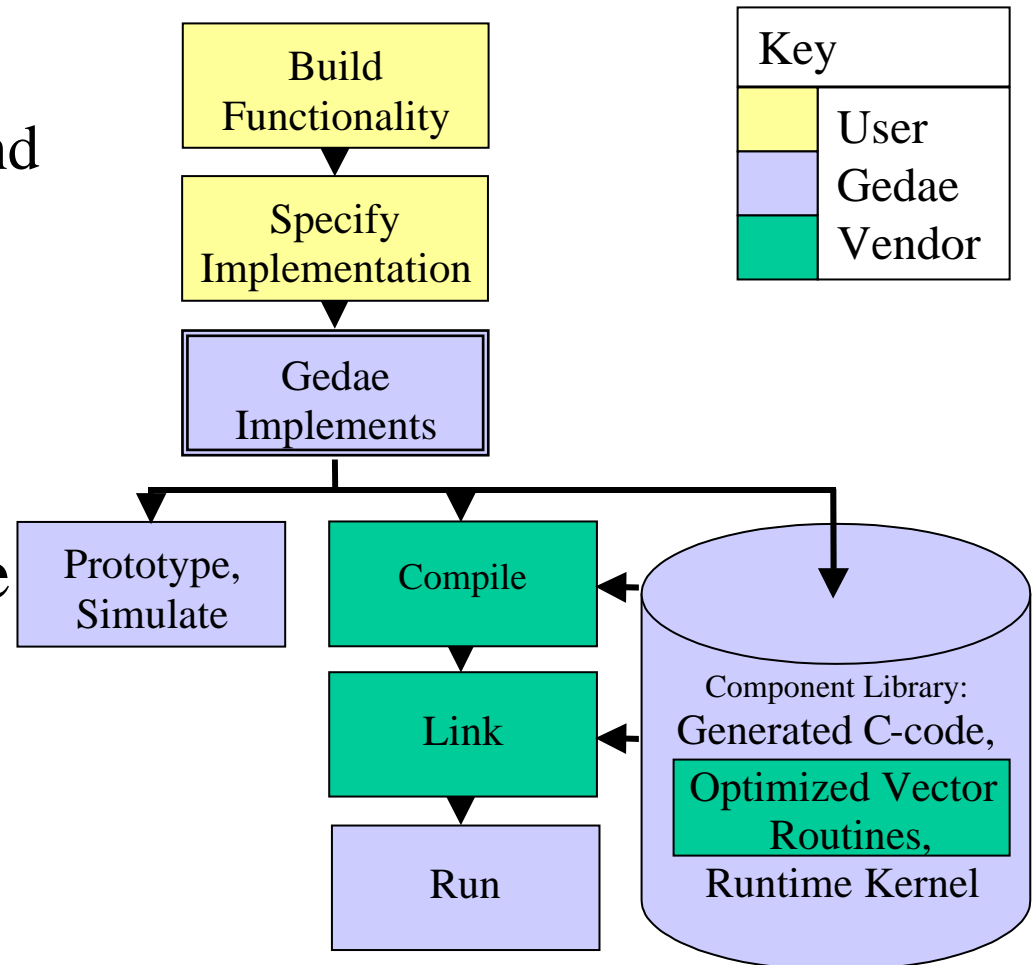 Build
Functionality
Key
User
Gedae
Vendor
nd
Specify
Implementation
Gedae
Implements
e
Prototype,
Simulate
Compile
Link
Run
Component Library:
Generated C-code,
Optimized Vector
Routines,
Runtime Kernel